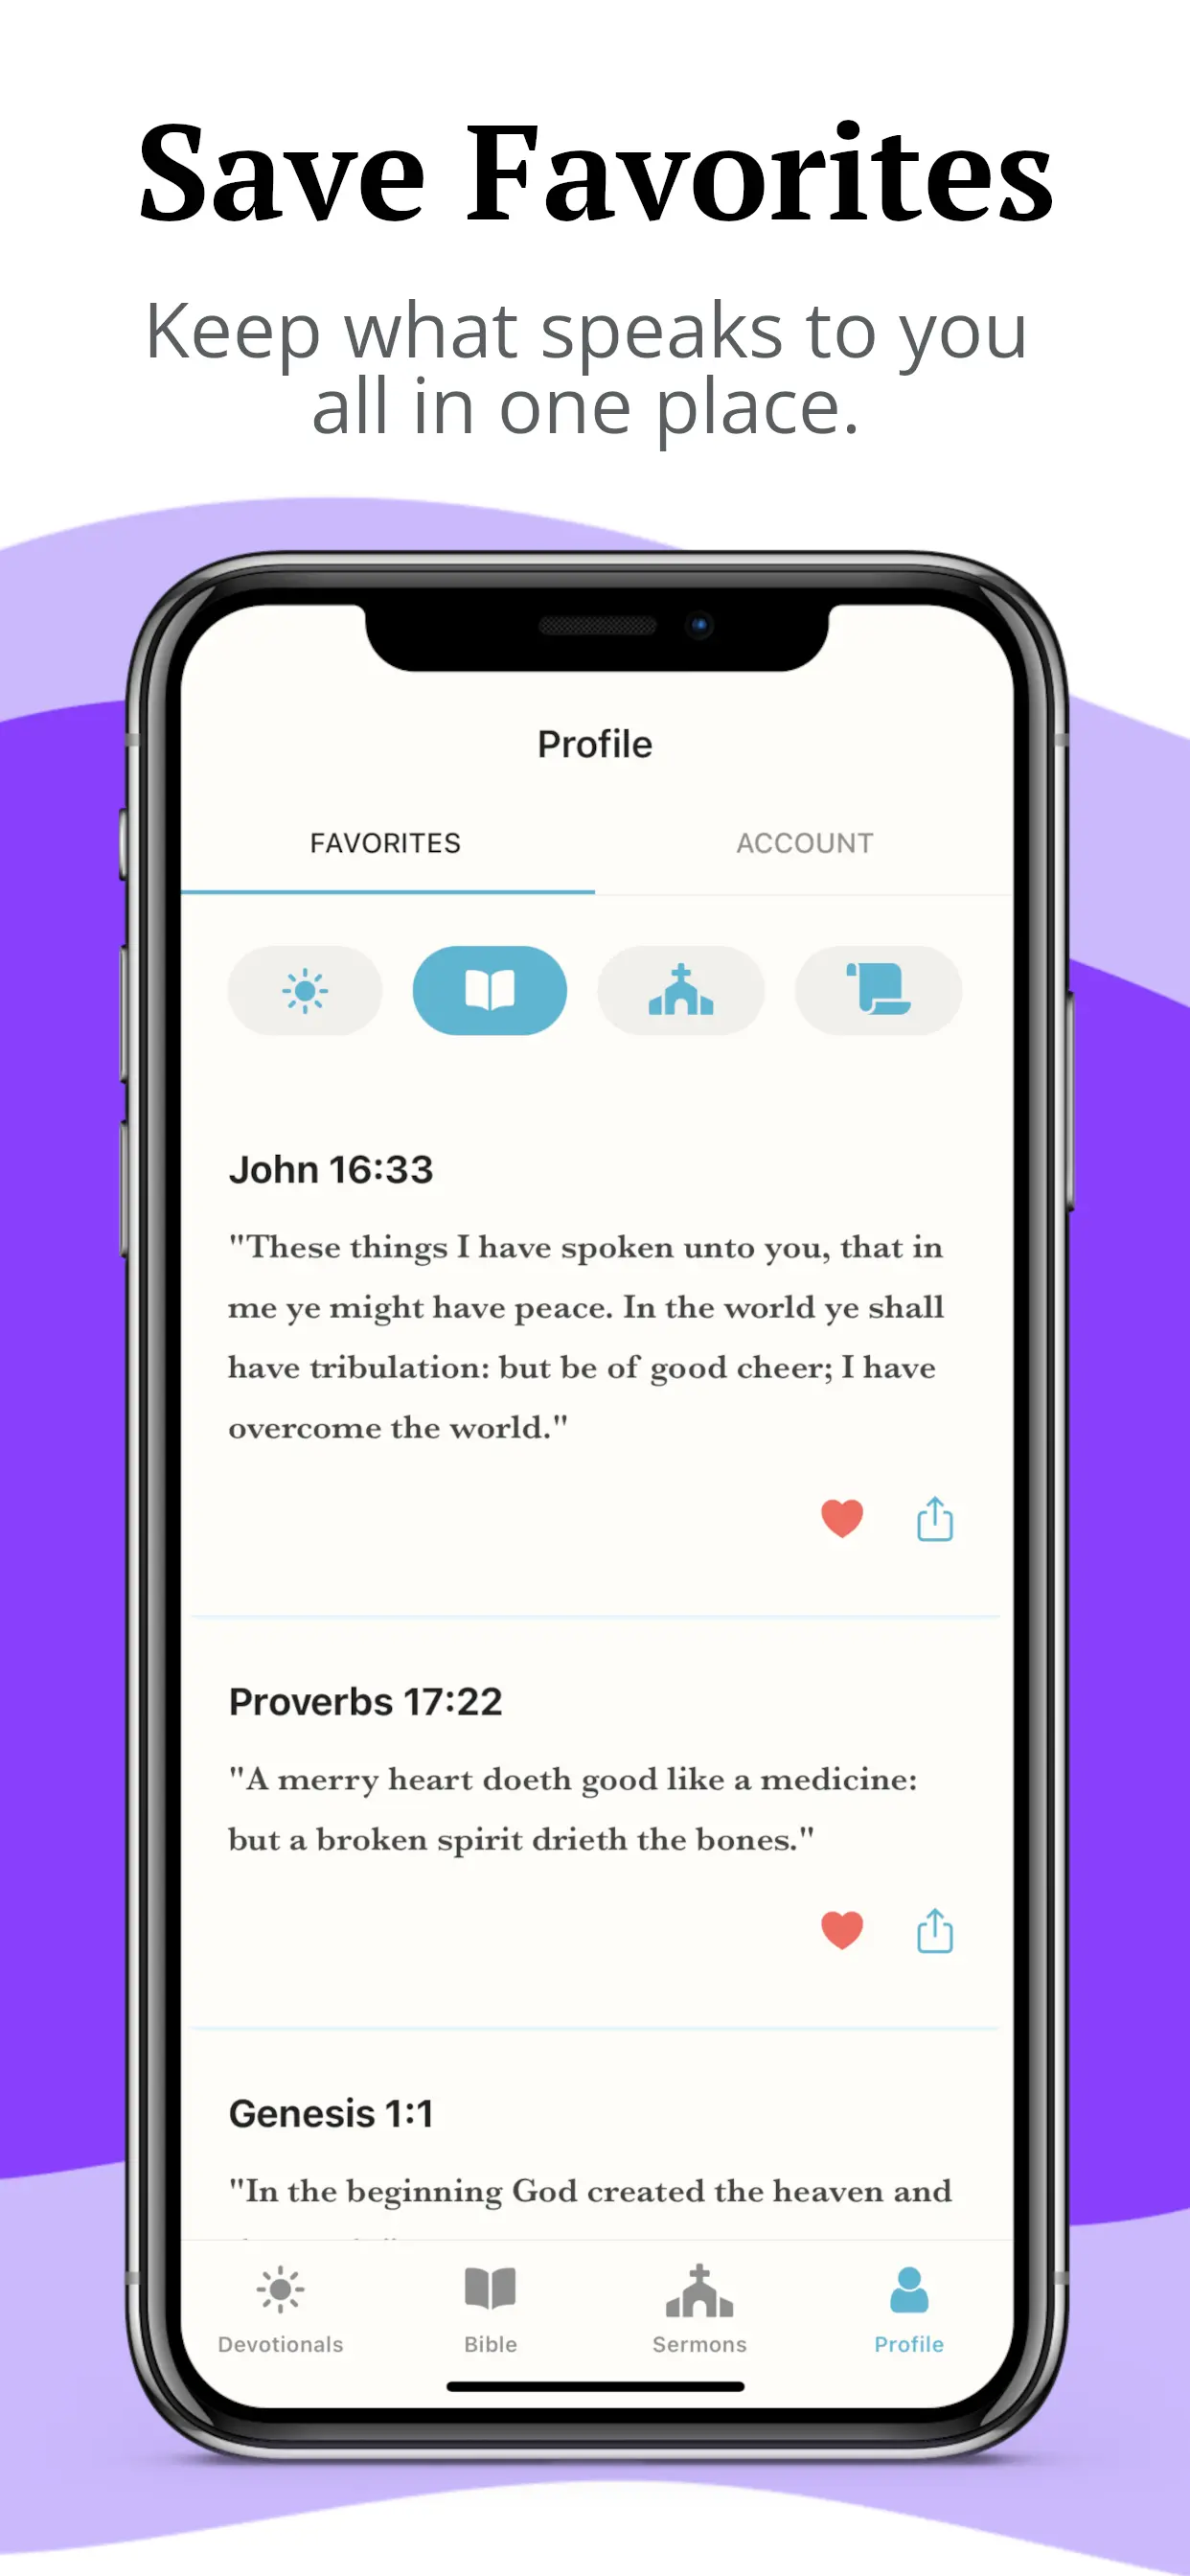 Save Favorites
Keep what speaks to you
all in one place.
Profile
FAVORITES
ACCOUNT
John 16:33
"These things I have spoken unto you, that in
me ye might have peace. In the world ye shall
have tribulation: but be of good cheer; I have
overcome the world."
Proverbs 17:22
"A merry heart doeth good like a medicine:
but a broken spirit drieth the bones."
Genesis 1:1
"In the beginning God created the heaven and
Devotionals
Bible
Sermons
Profile